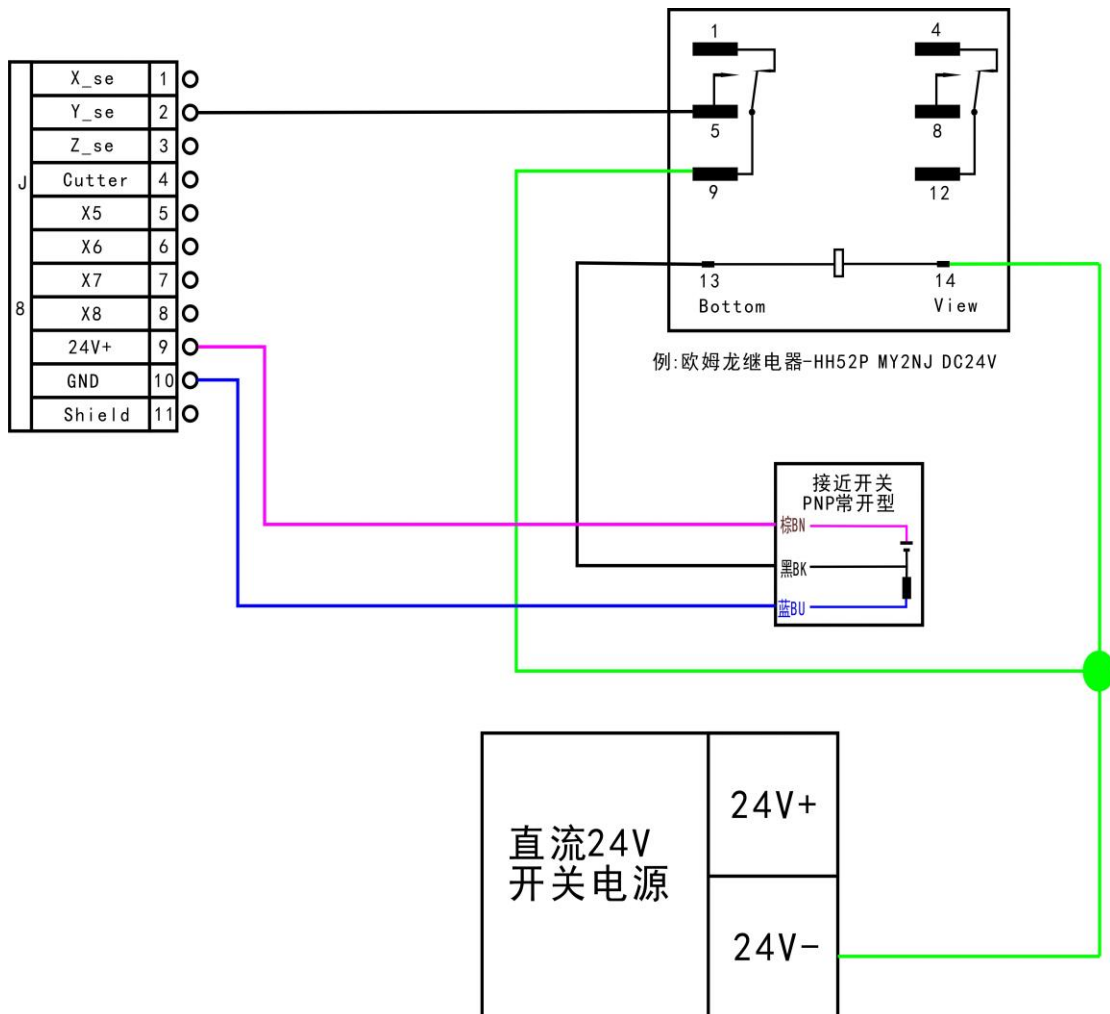 J 8
X_se 1
Y_se 2
Z_se 3
Cutter 4
X5 5
X6 6
X7 7
X8 8
24V+ 9
GND 10
Shield 11
1 4
5 8
9 12
13 14
Bottom View
例:欧姆龙继电器-HH52P MY2NJ DC24V
接近开关
PNP常开型
棕BN
黑BK
蓝BU
直流24V
开关电源
24V+
24V-